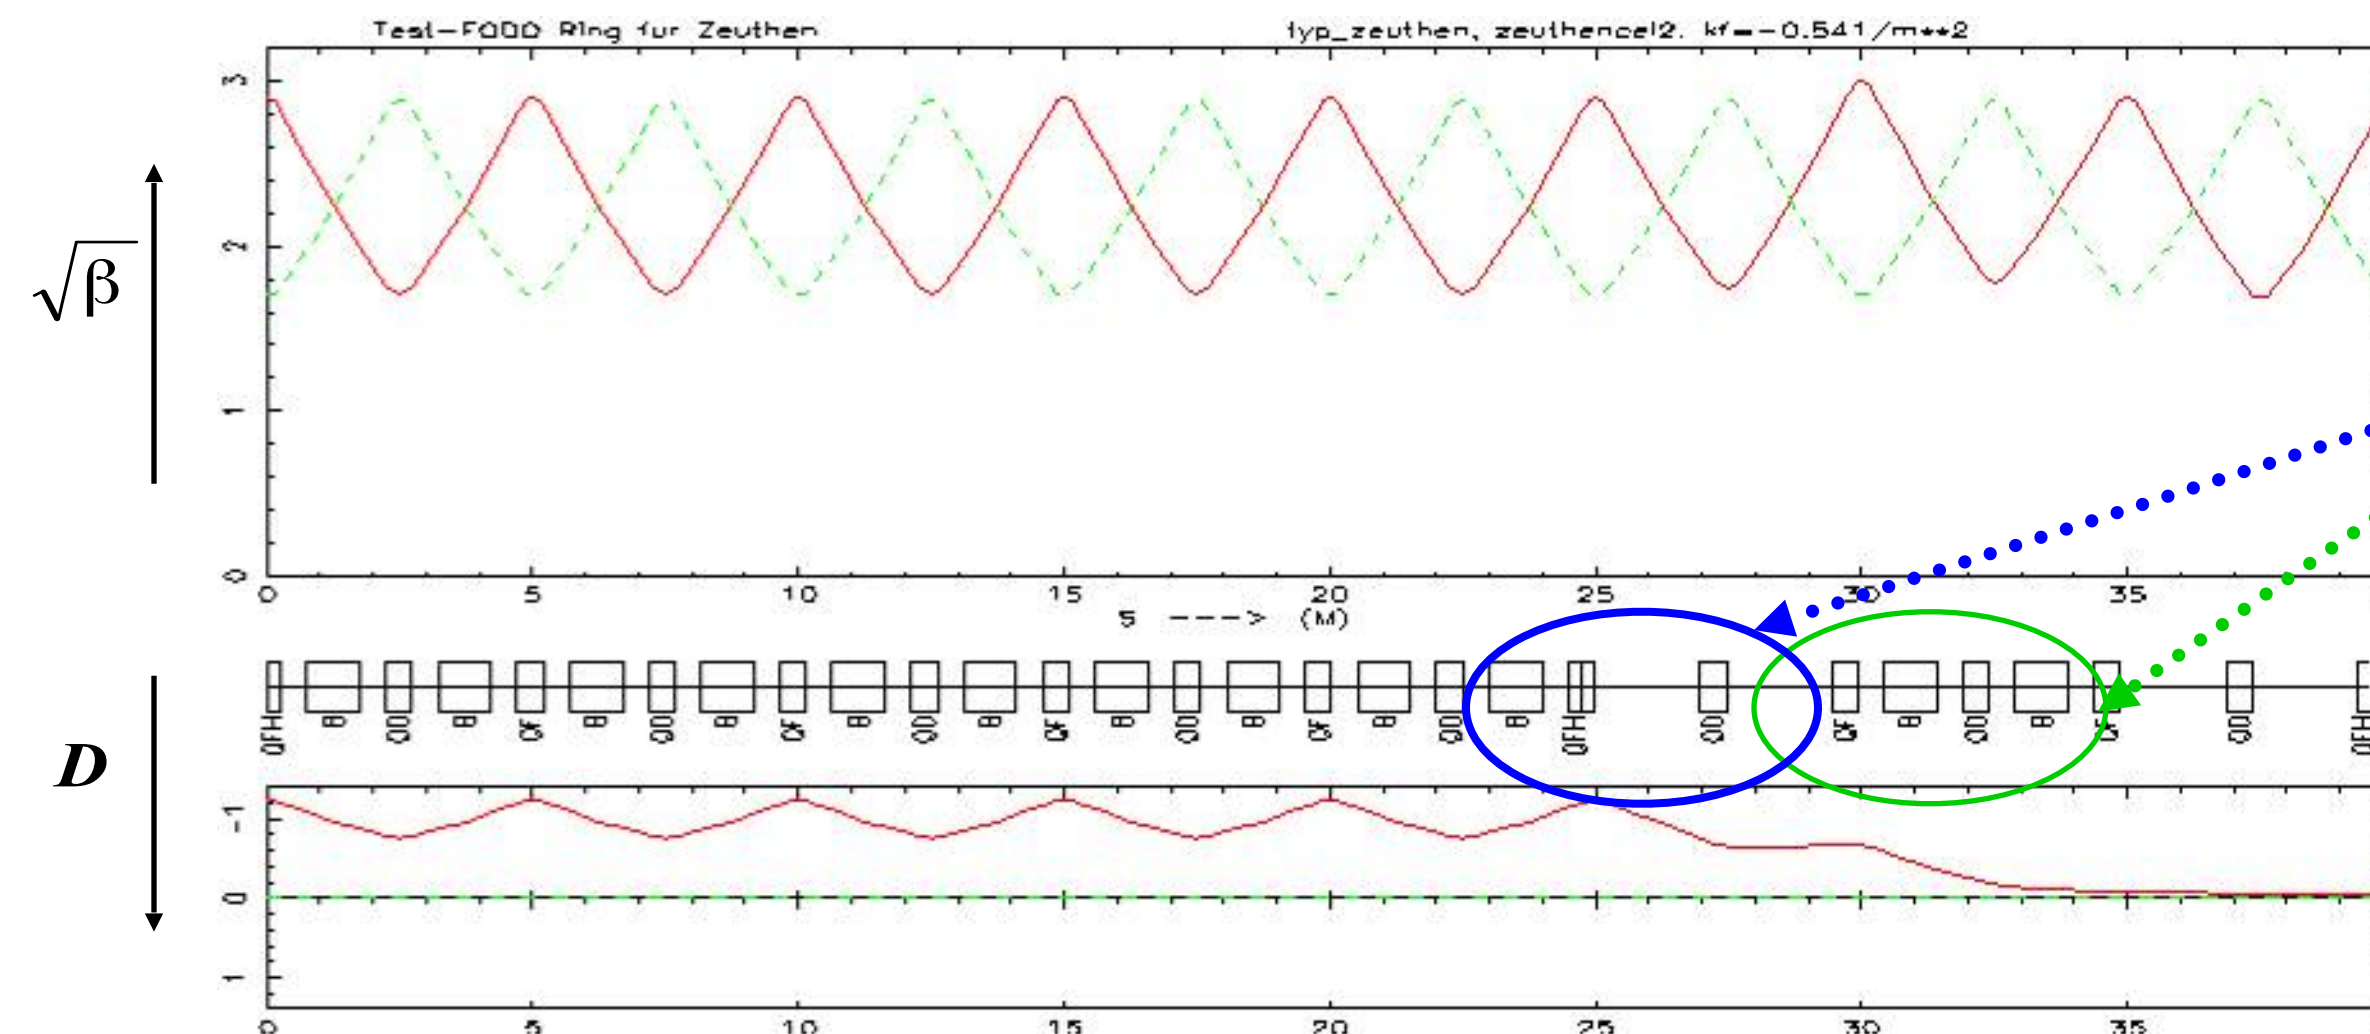 Test-FODO Ring fur Zeuthen
typ_zeuthen, zeuthencel2. kf=-0.541/m**2
3
2
1
0
√β
0 5 10 15 20 25 30 35
S ---> (M)
QFH B QD B QF B QD B QF B QD B QF B QD B QF B QD B QFH QD QF B QD B QF QD QFH
D
-1
0
1
0 5 10 15 20 25 30 35